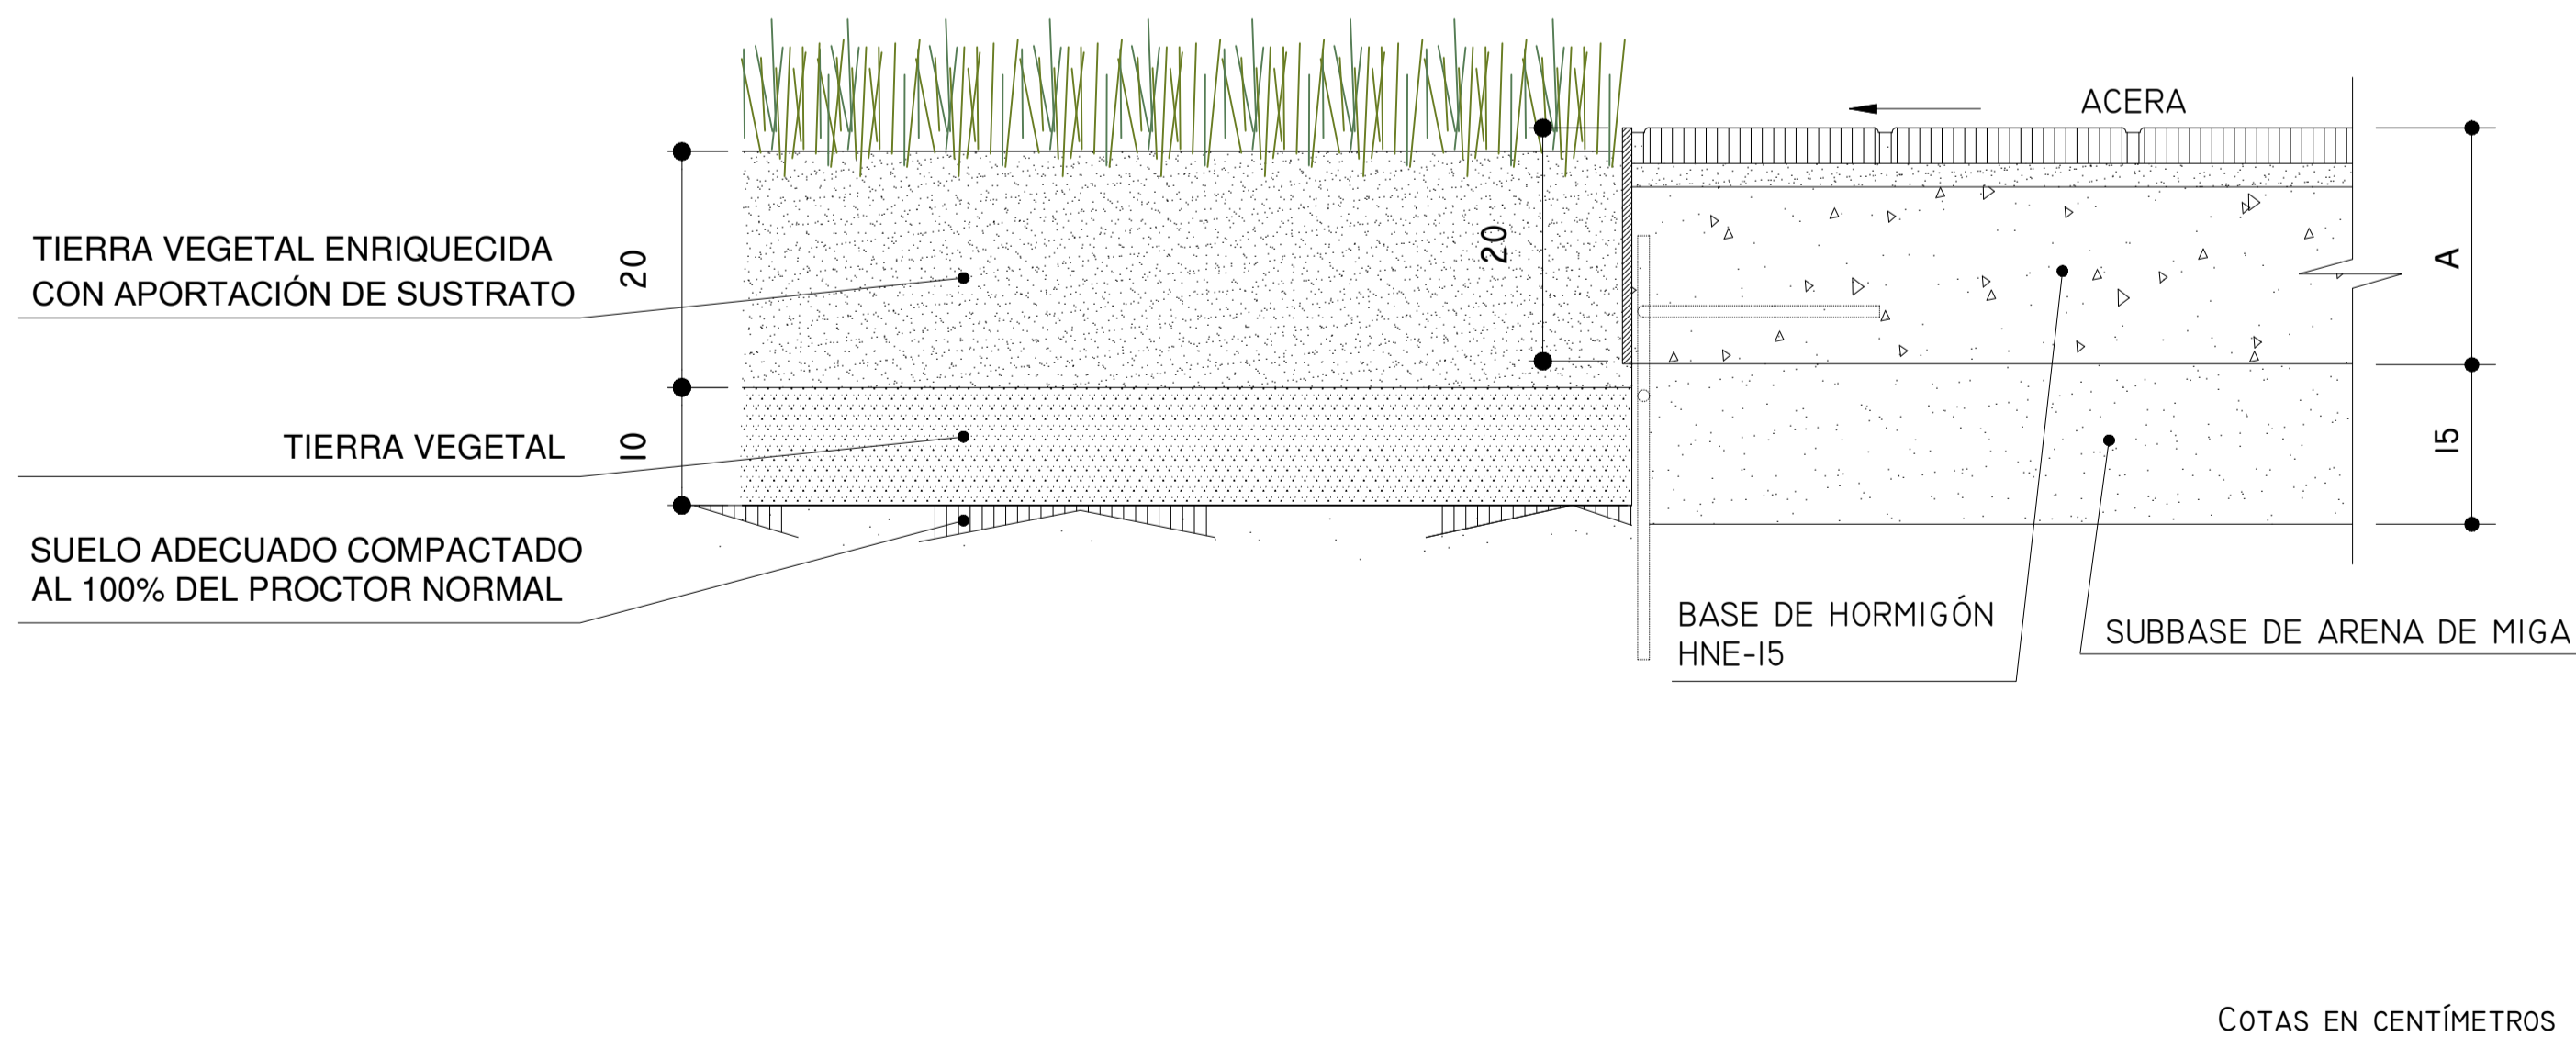 ACERA
TIERRA VEGETAL ENRIQUECIDA
CON APORTACIÓN DE SUSTRATO
20
20
A
TIERRA VEGETAL
10
15
SUELO ADECUADO COMPACTADO
AL 100% DEL PROCTOR NORMAL
BASE DE HORMIGÓN
HNE-15
SUBBASE DE ARENA DE MIGA
COTAS EN CENTÍMETROS